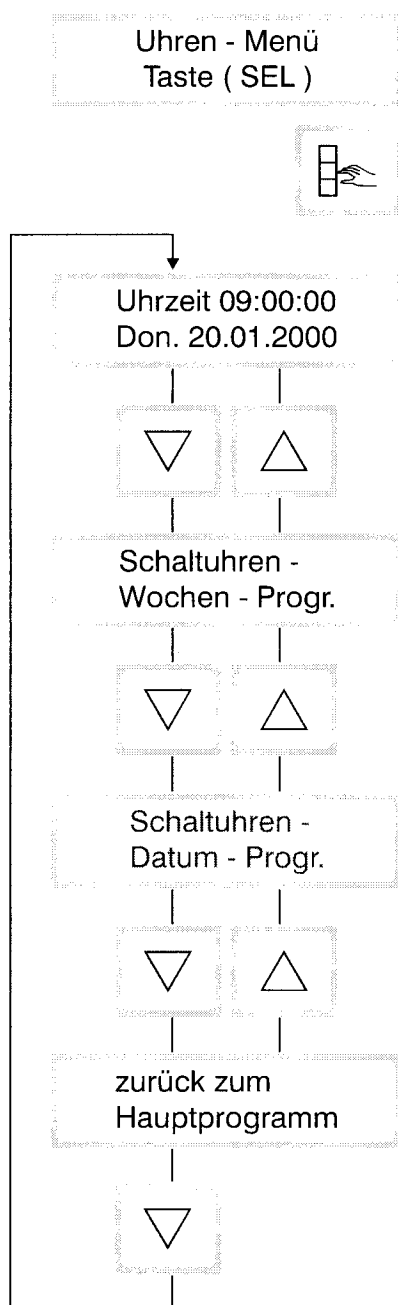 Uhren - Menü
Taste ( SEL )
Uhrzeit 09:00:00
Don. 20.01.2000
Schaltuhren -
Wochen - Progr.
Schaltuhren -
Datum - Progr.
zurück zum
Hauptprogramm